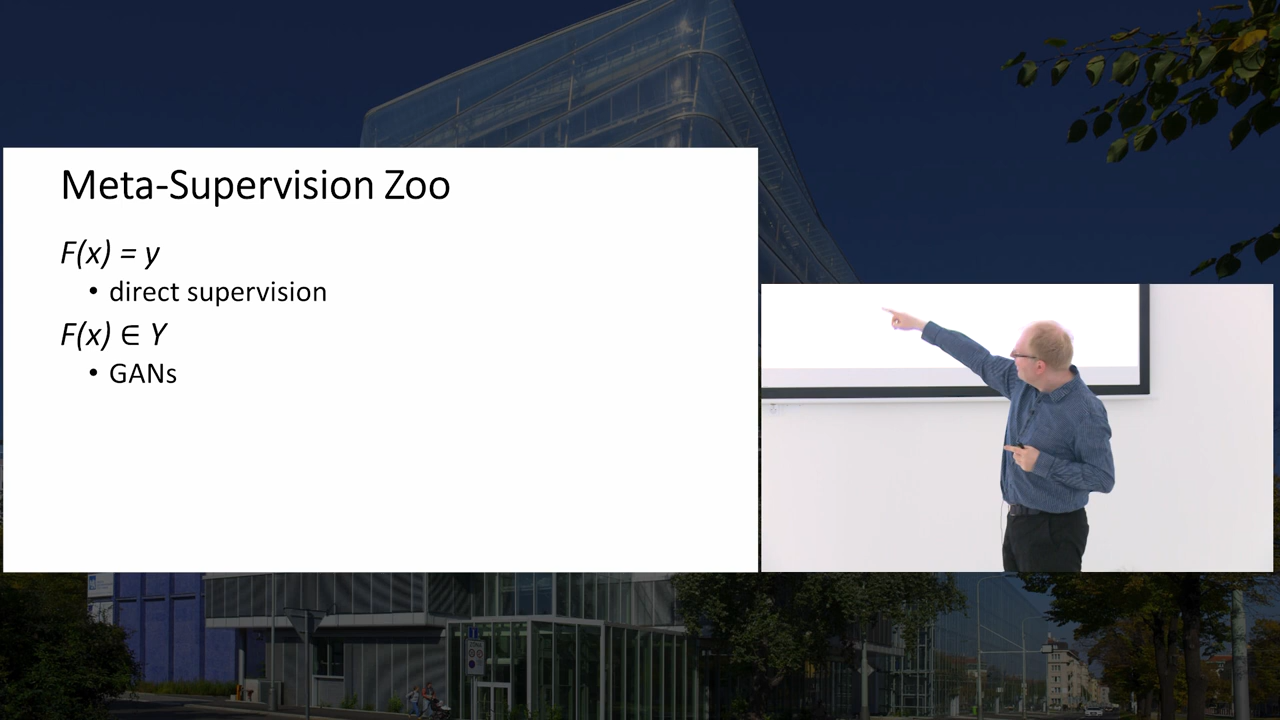 Meta-Supervision Zoo
F(x) = y
• direct supervision
F(x) ∈ Y
• GANs